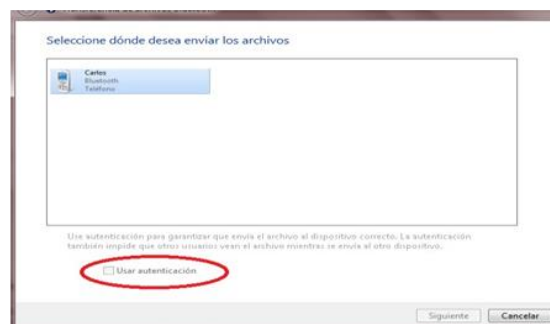 Seleccione dónde desea enviar los archivos
Carlos
Bluetooth
Teléfono
Use autenticación para garantizar que envía el archivo al dispositivo correcto. La autenticación
también impide que otros usuarios vean el archivo mientras se envía al otro dispositivo.
Usar autenticación
Siguiente Cancelar